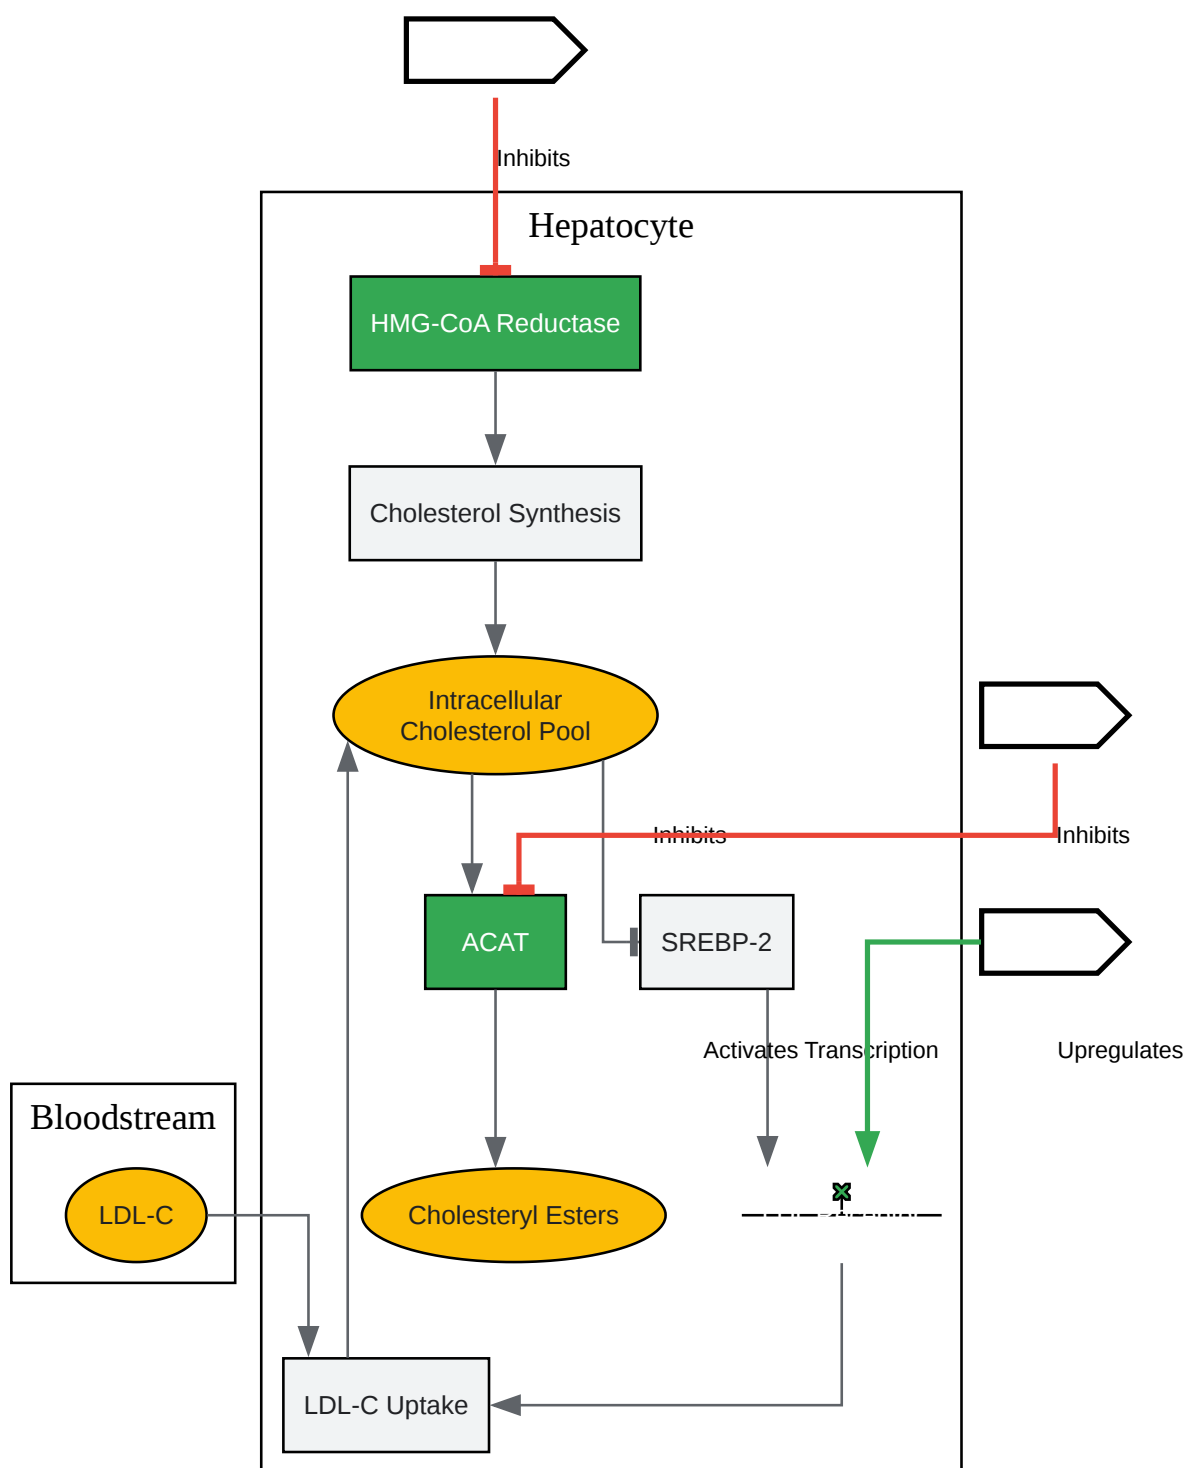 Inhibits
Hepatocyte
HMG-CoA Reductase
Cholesterol Synthesis
Intracellular
Cholesterol Pool
Inhibits
Inhibits
ACAT
SREBP-2
Activates Transcription
Upregulates
Bloodstream
LDL-C
Cholesteryl Esters
LDL-C Uptake